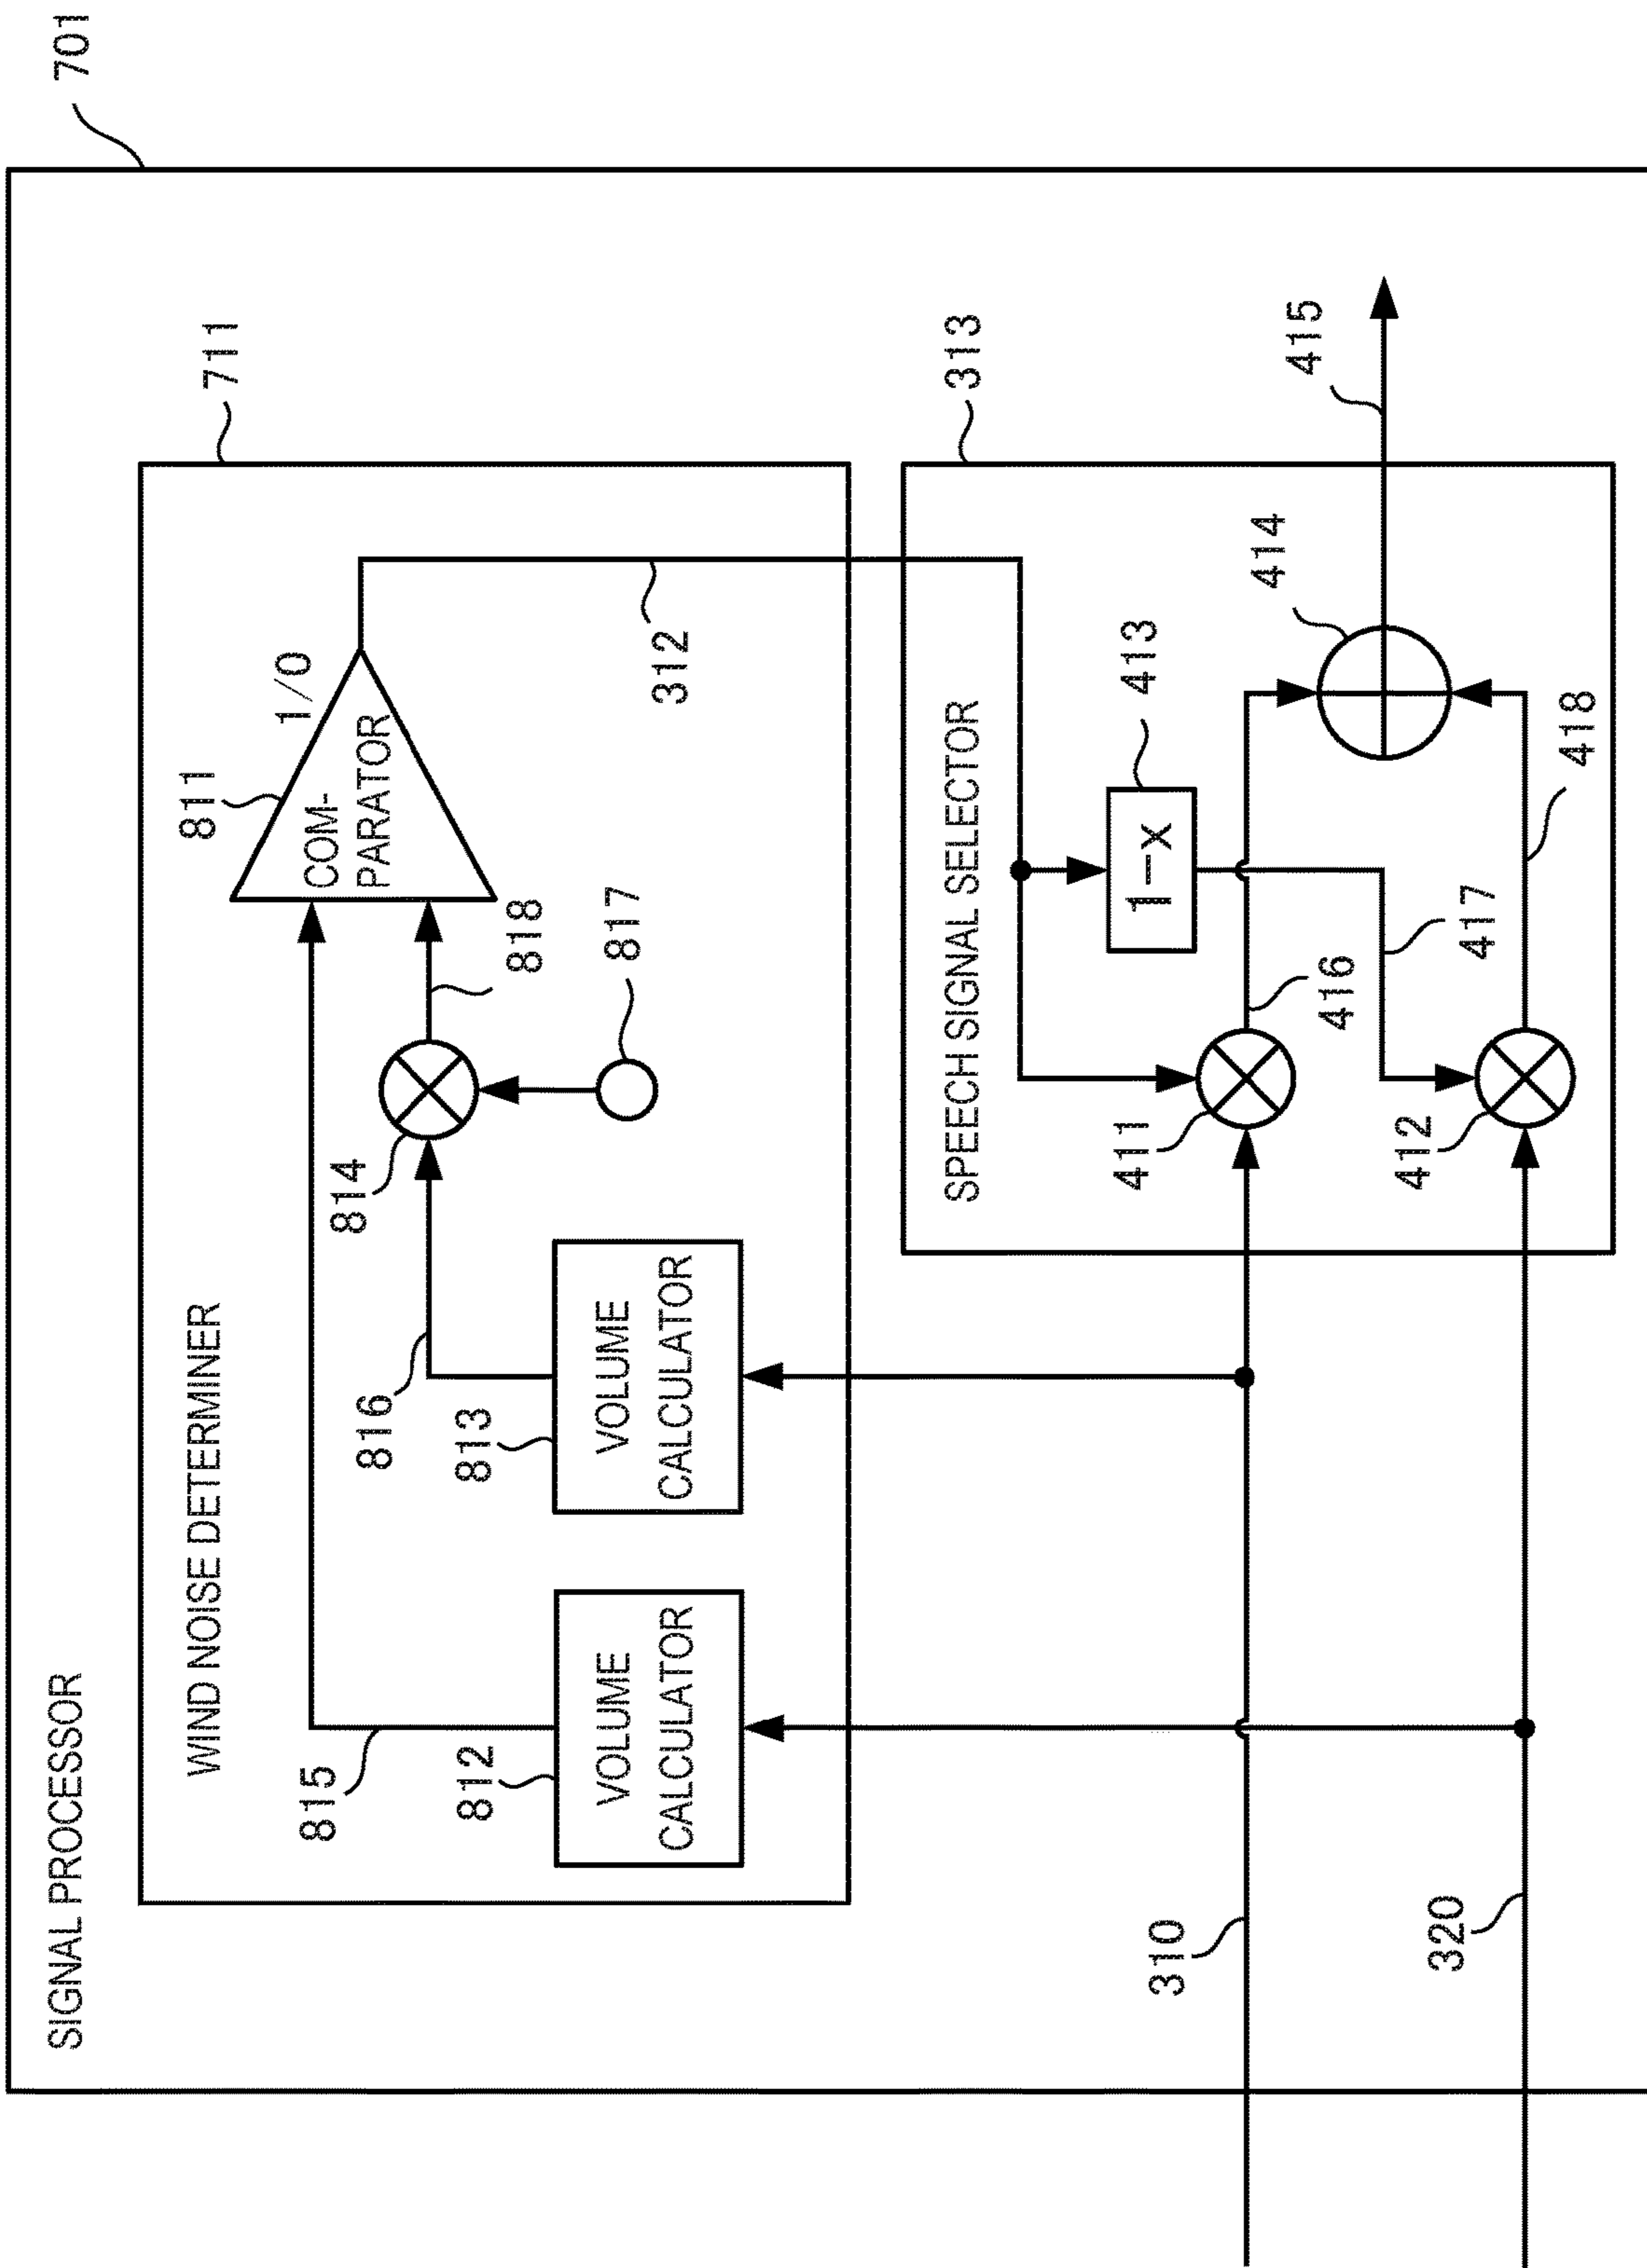 701
SIGNAL PROCESSOR
711
WIND NOISE DETERMINER
811
1/0
COM-
PARATOR
815
816
814
818
817
812
VOLUME
CALCULATOR
813
VOLUME
CALCULATOR
312
313
SPEECH SIGNAL SELECTOR
413
1-x
414
415
411
416
412
417
418
310
320